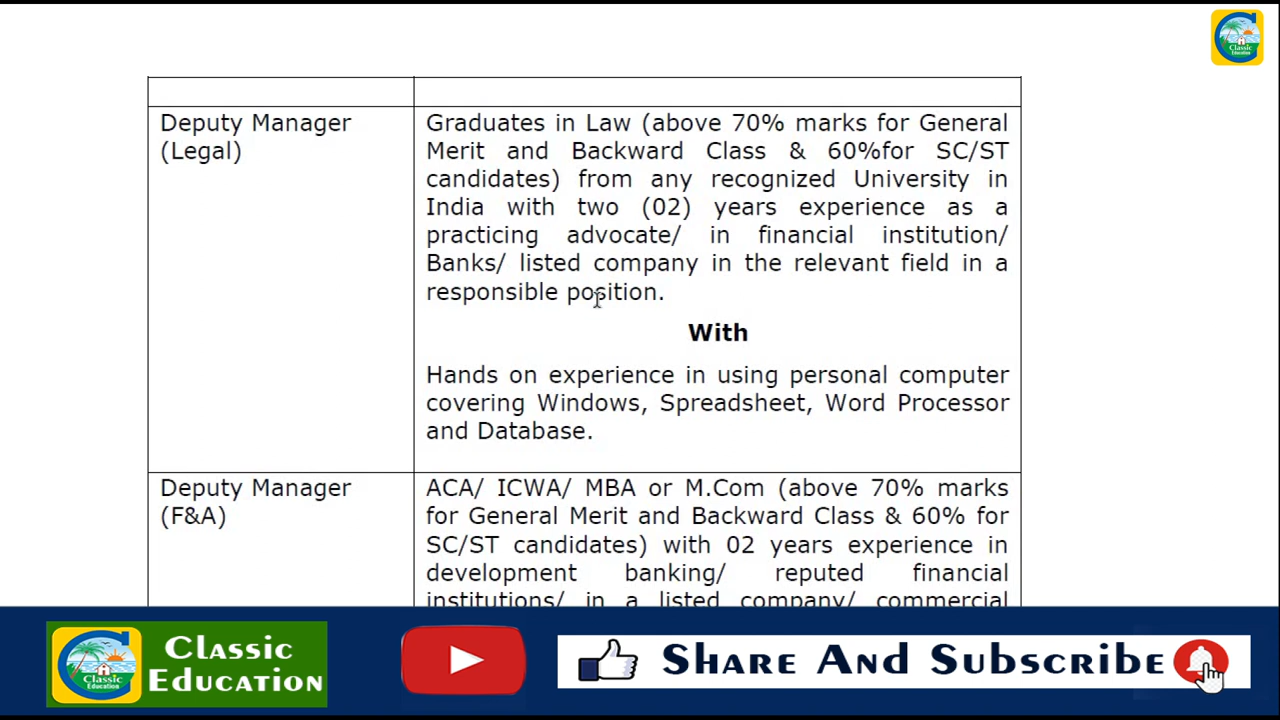 Classic
Education
Deputy Manager
(Legal)
Graduates in Law (above 70% marks for General
Merit and Backward Class & 60%for SC/ST
candidates) from any recognized University in
India with two (02) years experience as a
practicing advocate/ in financial institution/
Banks/ listed company in the relevant field in a
responsible position.
With
Hands on experience in using personal computer
covering Windows, Spreadsheet, Word Processor
and Database.
Deputy Manager
(F&A)
ACA/ ICWA/ MBA or M.Com (above 70% marks
for General Merit and Backward Class & 60% for
SC/ST candidates) with 02 years experience in
development banking/ reputed financial
institutions/ in a listed company/ commercial
Classic
Education
Classic
Education
Share And Subscribe